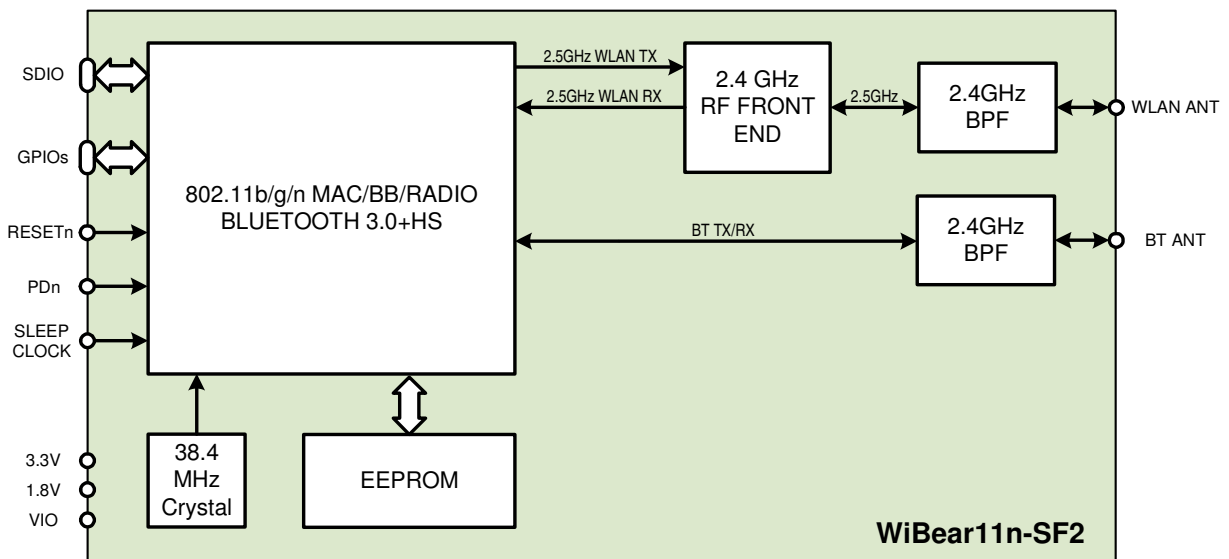 SDIO
GPIOs
RESETn
PDn
SLEEP
CLOCK
3.3V
1.8V
VIO
802.11b/g/n MAC/BB/RADIO
BLUETOOTH 3.0+HS
38.4
MHz
Crystal
EEPROM
2.5GHz WLAN TX
2.5GHz WLAN RX
2.4 GHz
RF FRONT
END
2.5GHz
2.4GHz
BPF
WLAN ANT
BT TX/RX
2.4GHz
BPF
BT ANT
WiBear11n-SF2